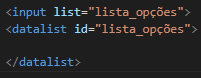 <input list="lista_opções">
<datalist id="lista_opções">
</datalist>